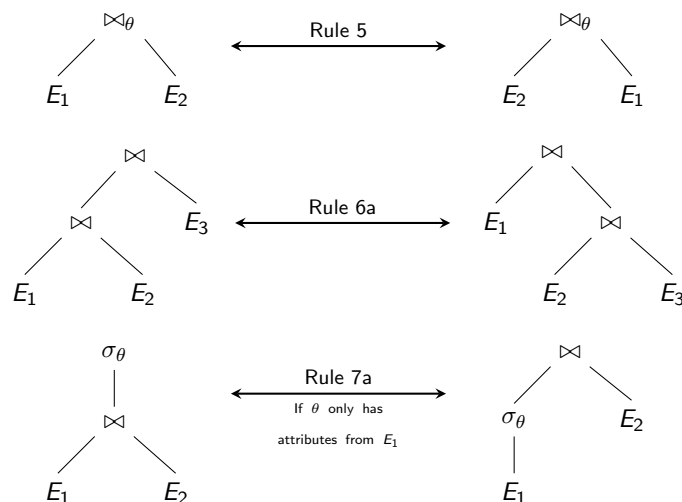 ⋈θ Rule 5 ⋈θ
E1 E2 E2 E1
⋈ ⋈
⋈ E3 Rule 6a E1 ⋈
E1 E2 E2 E3
σθ Rule 7a ⋈
If θ only has
⋈ attributes from E1 σθ E2
E1 E2 E1